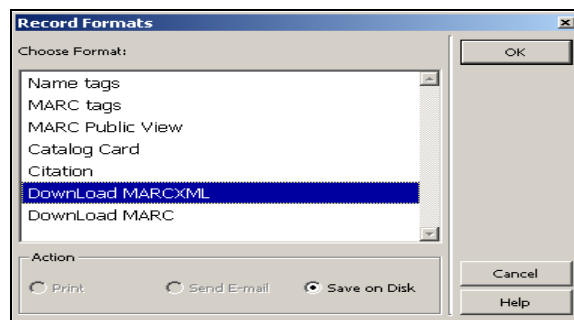 Record Formats
Choose Format:
OK
Name tags
MARC tags
MARC Public View
Catalog Card
Citation
DownLoad MARCXML
DownLoad MARC
Action
Print Send E-mail Save on Disk
Cancel
Help